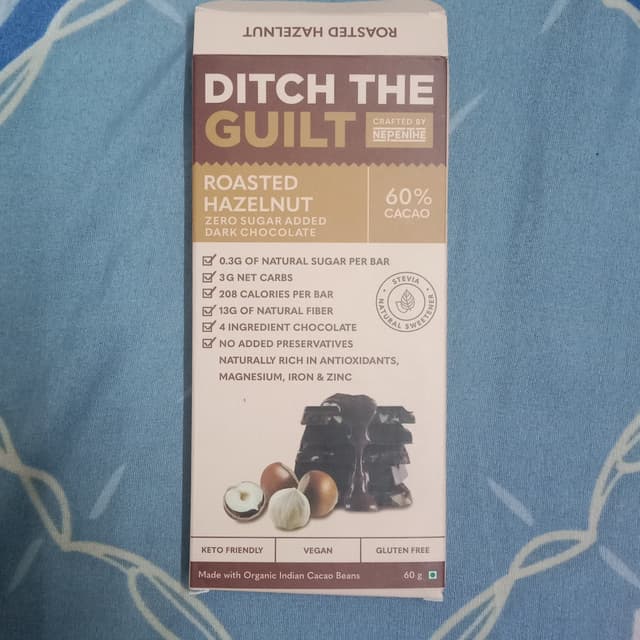 ROASTED HAZELNUT
DITCH THE
GUILT
CRAFTED BY
NEPENTHE
ROASTED
HAZELNUT
ZERO SUGAR ADDED
DARK CHOCOLATE
60%
CACAO
0.3G OF NATURAL SUGAR PER BAR
3G NET CARBS
208 CALORIES PER BAR
13G OF NATURAL FIBER
4 INGREDIENT CHOCOLATE
NO ADDED PRESERVATIVES
NATURALLY RICH IN ANTIOXIDANTS,
MAGNESIUM, IRON & ZINC
STEVIA
NATURAL SWEETENER
KETO FRIENDLY
VEGAN
GLUTEN FREE
Made with Organic Indian Cacao Beans
60 g